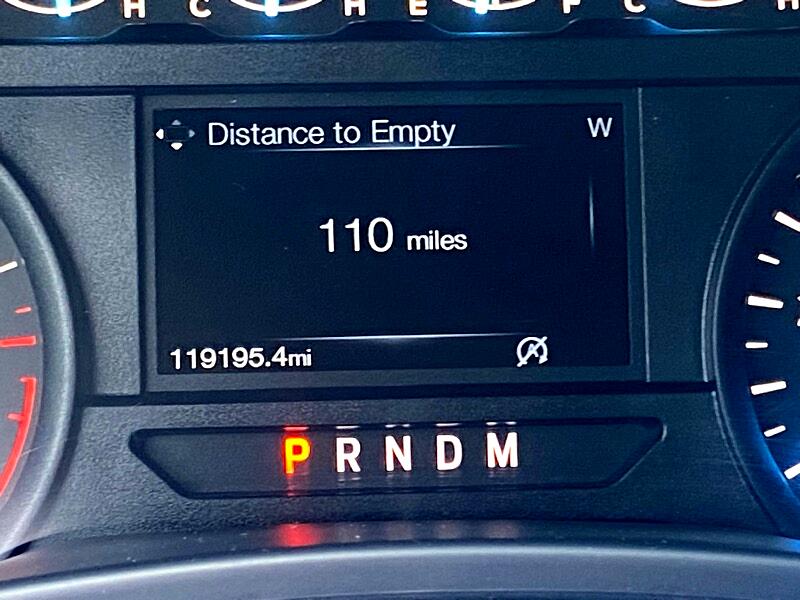 H C H E F C H
Distance to Empty W
110 miles
119195.4mi
P R N D M